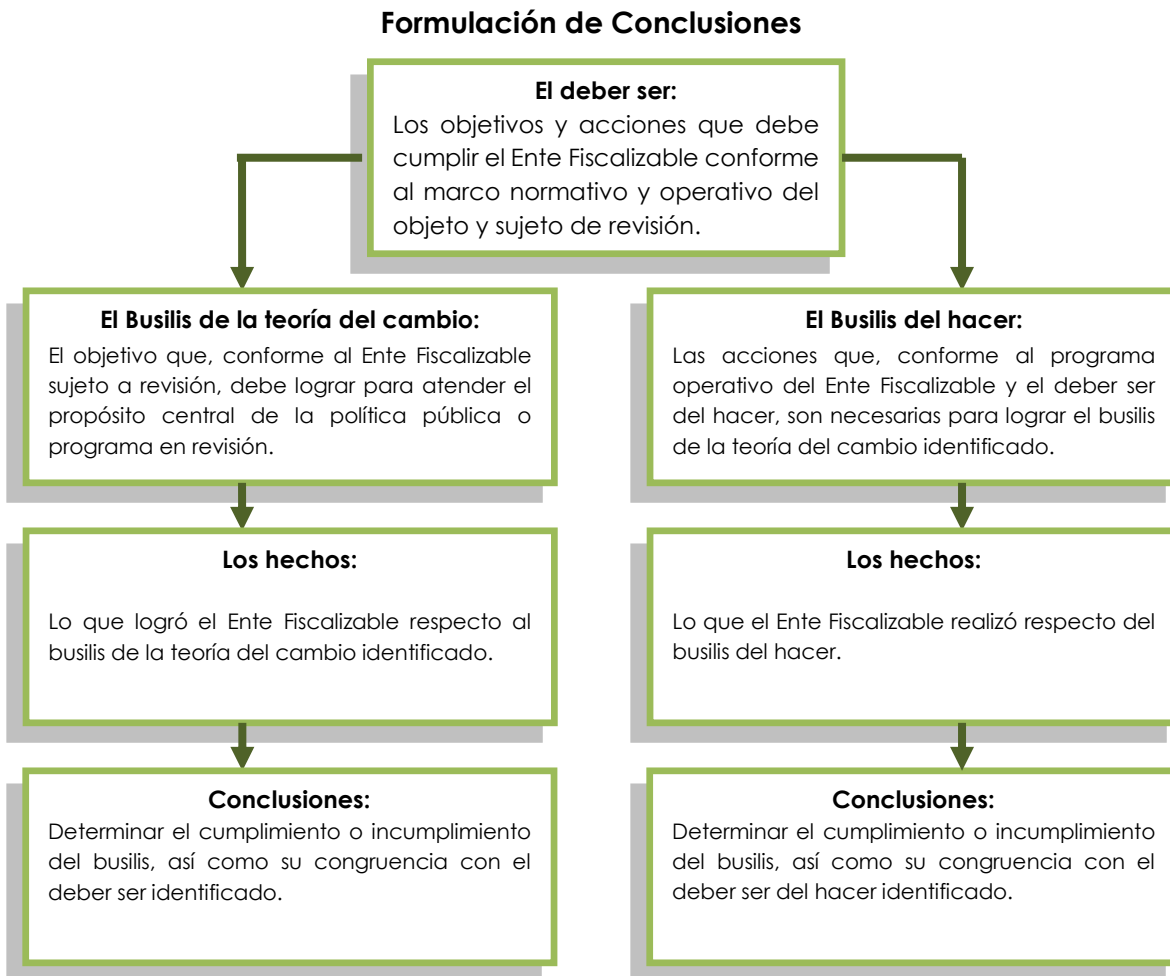 Formulación de Conclusiones
El deber ser:
Los objetivos y acciones que debe
cumplir el Ente Fiscalizable conforme
al marco normativo y operativo del
objeto y sujeto de revisión.
El Busilis de la teoría del cambio:
El objetivo que, conforme al Ente Fiscalizable
sujeto a revisión, debe lograr para atender el
propósito central de la política pública o
programa en revisión.
El Busilis del hacer:
Las acciones que, conforme al programa
operativo del Ente Fiscalizable y el deber ser
del hacer, son necesarias para lograr el busilis
de la teoría del cambio identificado.
Los hechos:
Lo que logró el Ente Fiscalizable respecto al
busilis de la teoría del cambio identificado.
Los hechos:
Lo que el Ente Fiscalizable realizó respecto del
busilis del hacer.
Conclusiones:
Determinar el cumplimiento o incumplimiento
del busilis, así como su congruencia con el
deber ser identificado.
Conclusiones:
Determinar el cumplimiento o incumplimiento
del busilis, así como su congruencia con el
deber ser del hacer identificado.